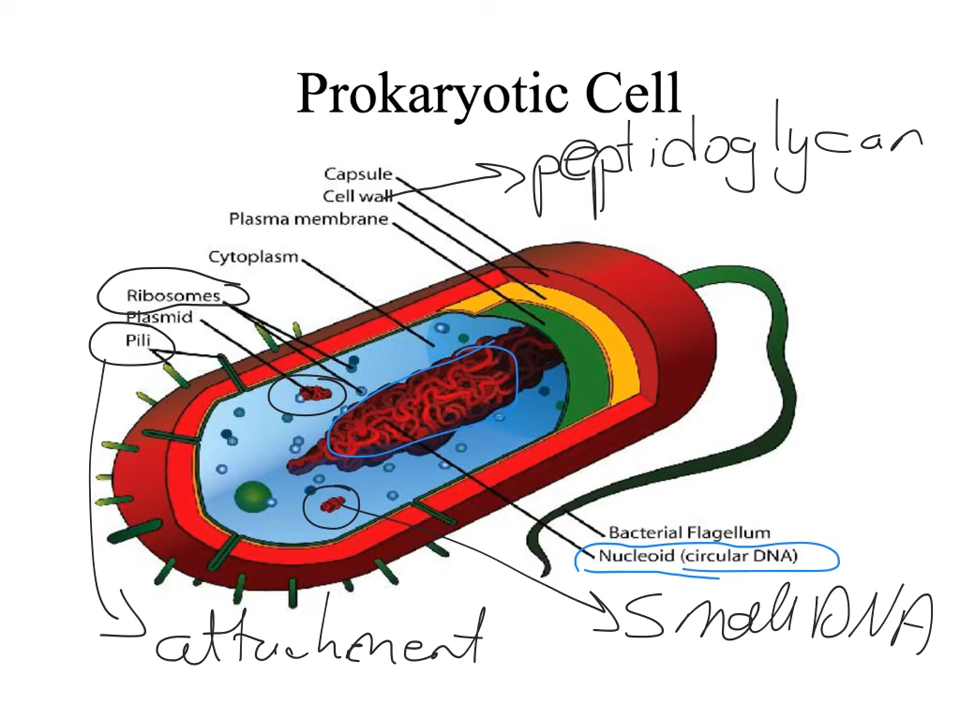 Prokaryotic Cell
peptidoglycan
Capsule
Cell wall
Plasma membrane
Cytoplasm
Ribosomes
Plasmid
Pili
Bacterial Flagellum
Nucleoid (circular DNA)
attachment
Small DNA